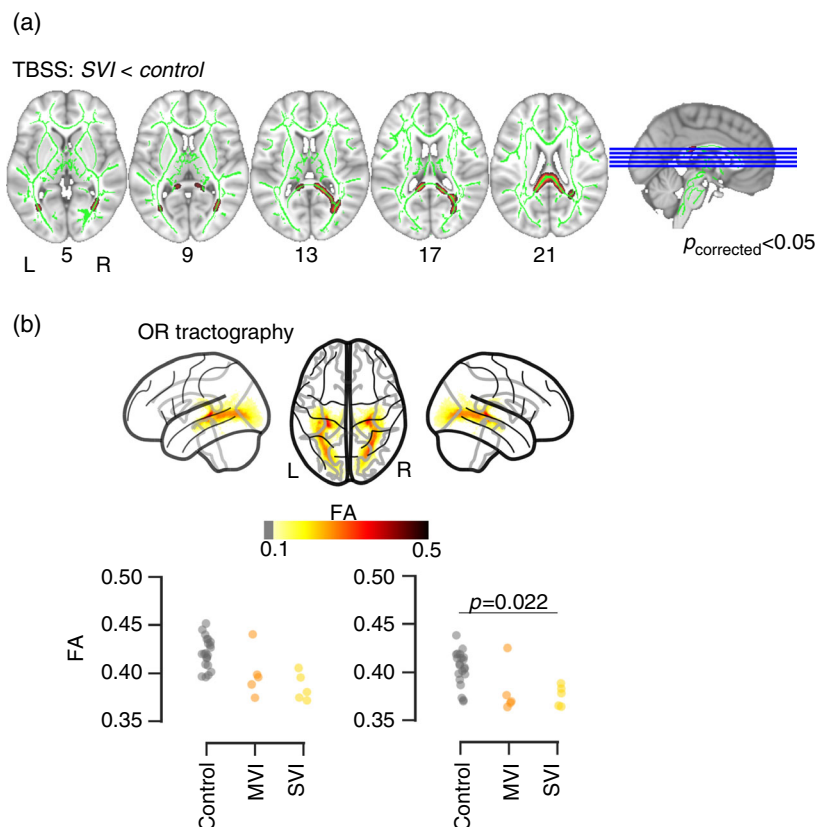 (a)
TBSS: SVI < control
5 9 13 17 21
L R
p corrected<0.05
(b)
OR tractography
L R
FA
0.1 0.5
0.50 0.50
0.45 0.45
0.40 0.40
0.35 0.35
FA
p=0.022
Control MVI SVI Control MVI SVI